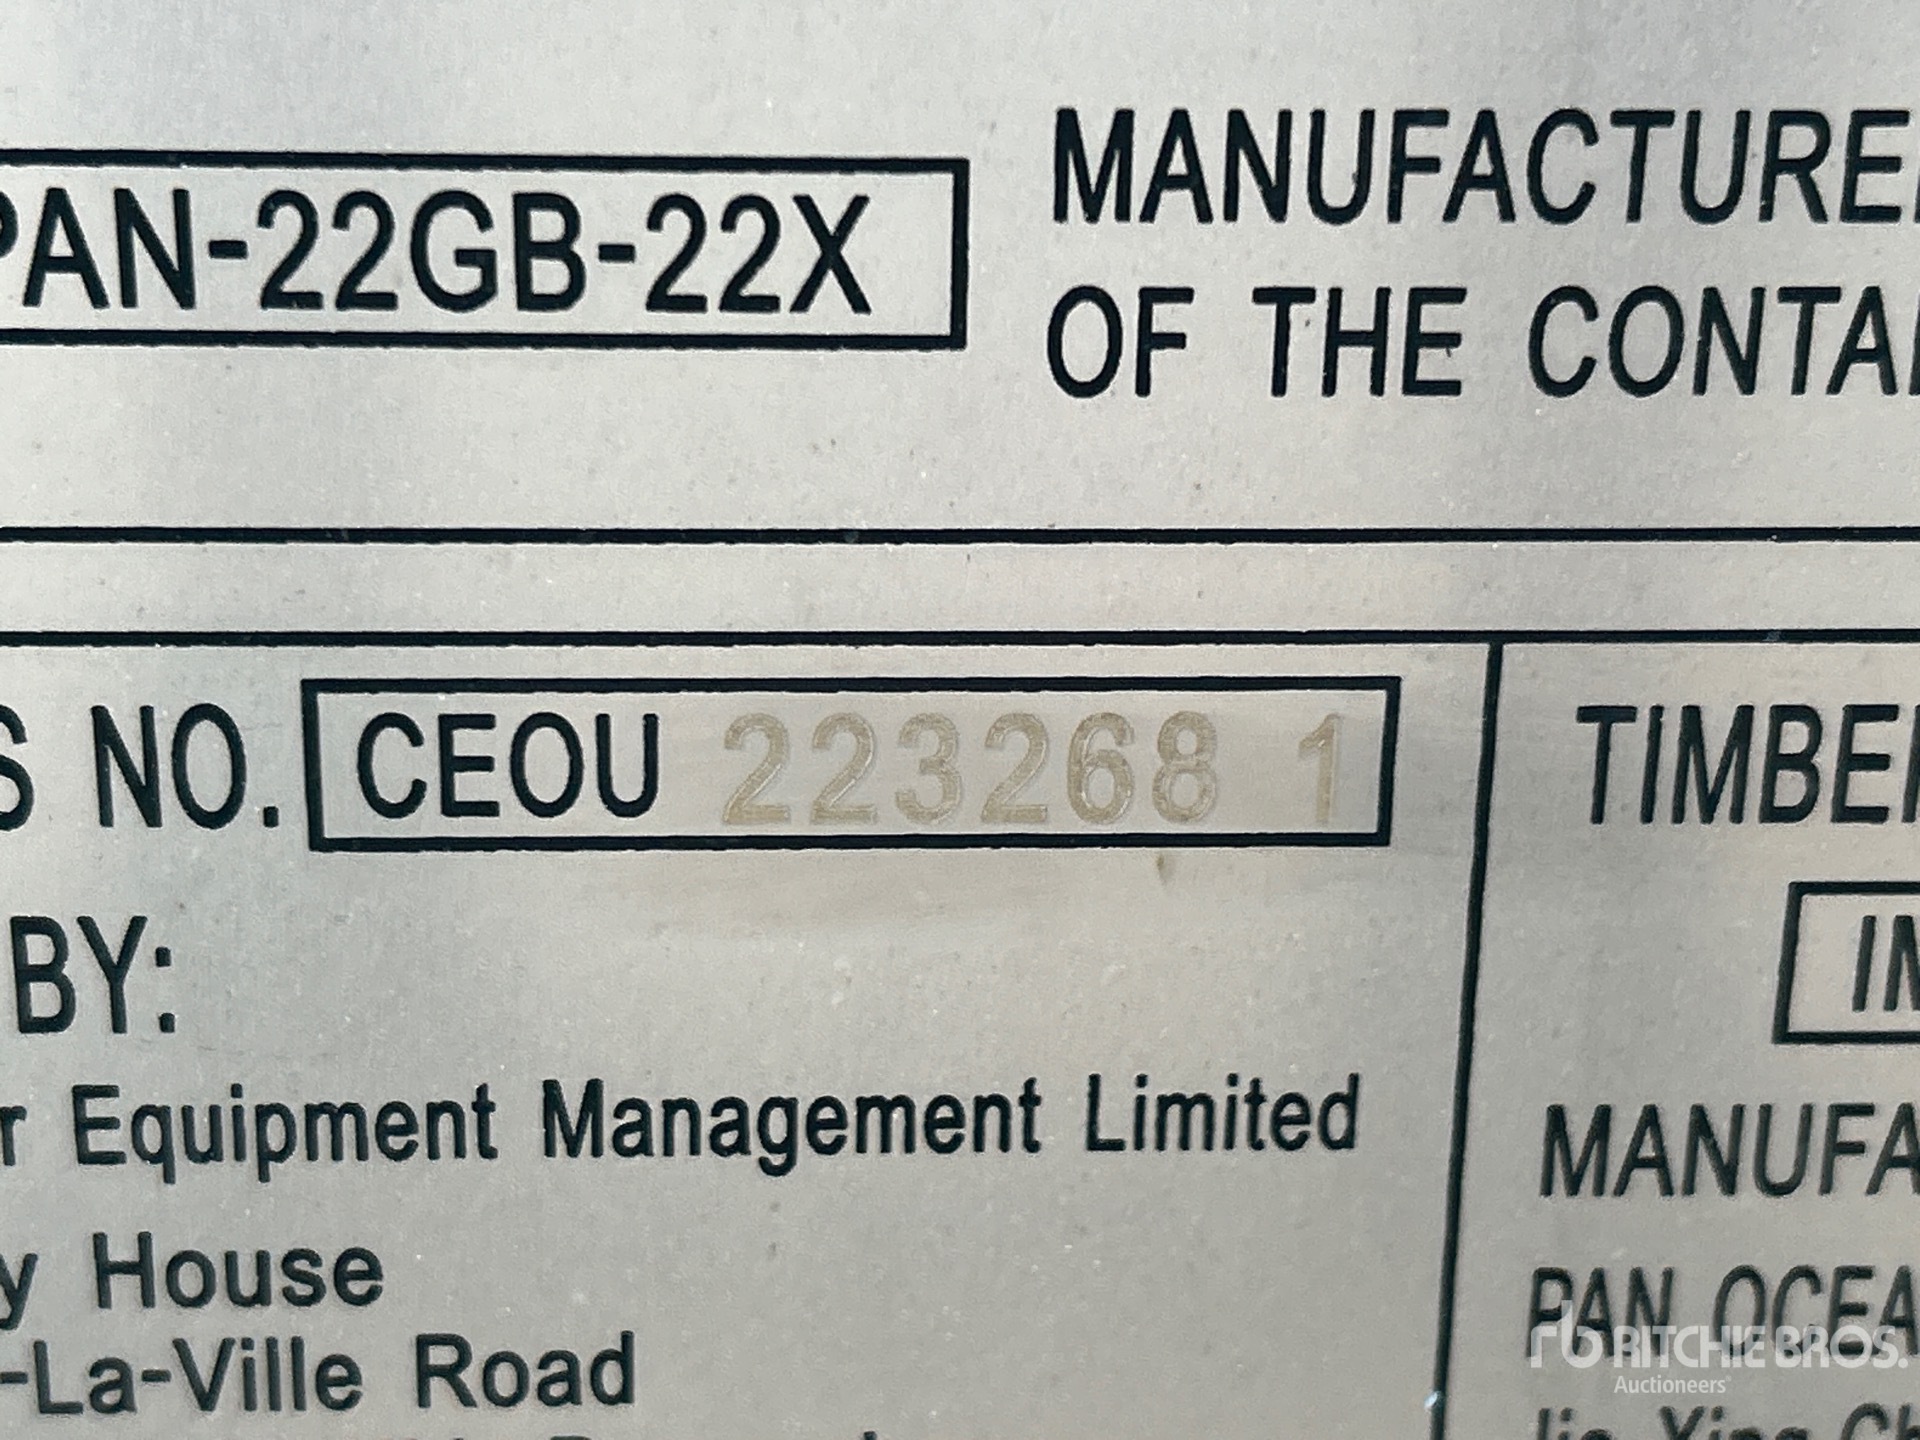 PAN-22GB-22X
MANUFACTURE
OF THE CONTA
S NO. CEOU 223268 1
TIMBE
BY:
IN
r Equipment Management Limited
MANUFA
y House
PAN OCEA
-La-Ville Road
RITCHIE BROS.
Auctioneers